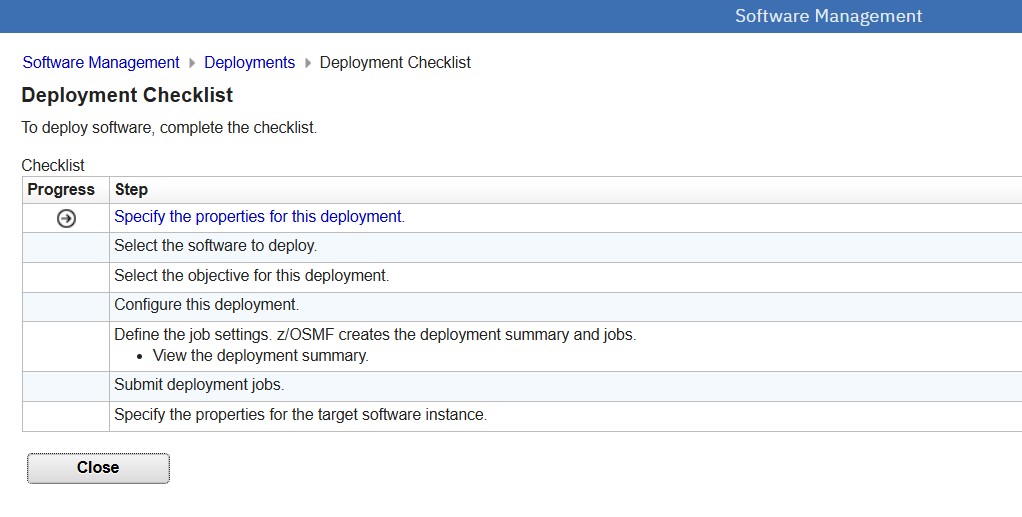 Software Management
Software Management Deployments Deployment Checklist
Deployment Checklist
To deploy software, complete the checklist.
Checklist
Progress Step
Specify the properties for this deployment.
Select the software to deploy.
Select the objective for this deployment.
Configure this deployment.
Define the job settings. z/OSMF creates the deployment summary and jobs.
• View the deployment summary.
Submit deployment jobs.
Specify the properties for the target software instance.
Close